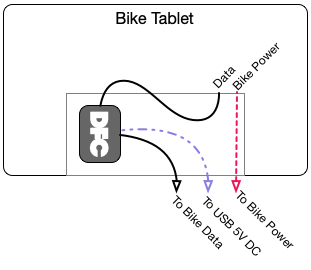 Bike Tablet
Data
Bike Power
DFC
To Bike Data
To USB 5V DC
To Bike Power